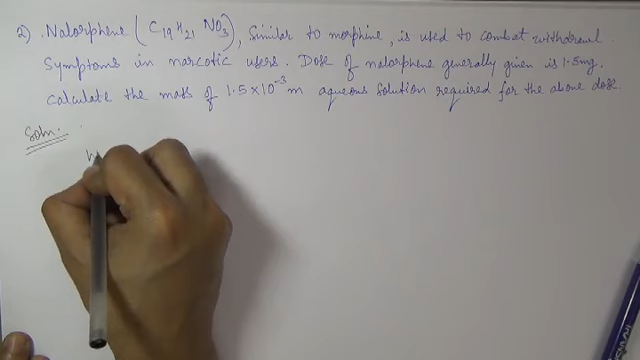 2) Nalorphene (C19H21NO3), Similar to morphine, is used to combat withdrawl
Symptoms in narcotic users. Dose of nalorphene generally given is 1.5mg.
Calculate the mass of 1.5×10⁻³ m aqueous solution required for the above dose.
Soln.